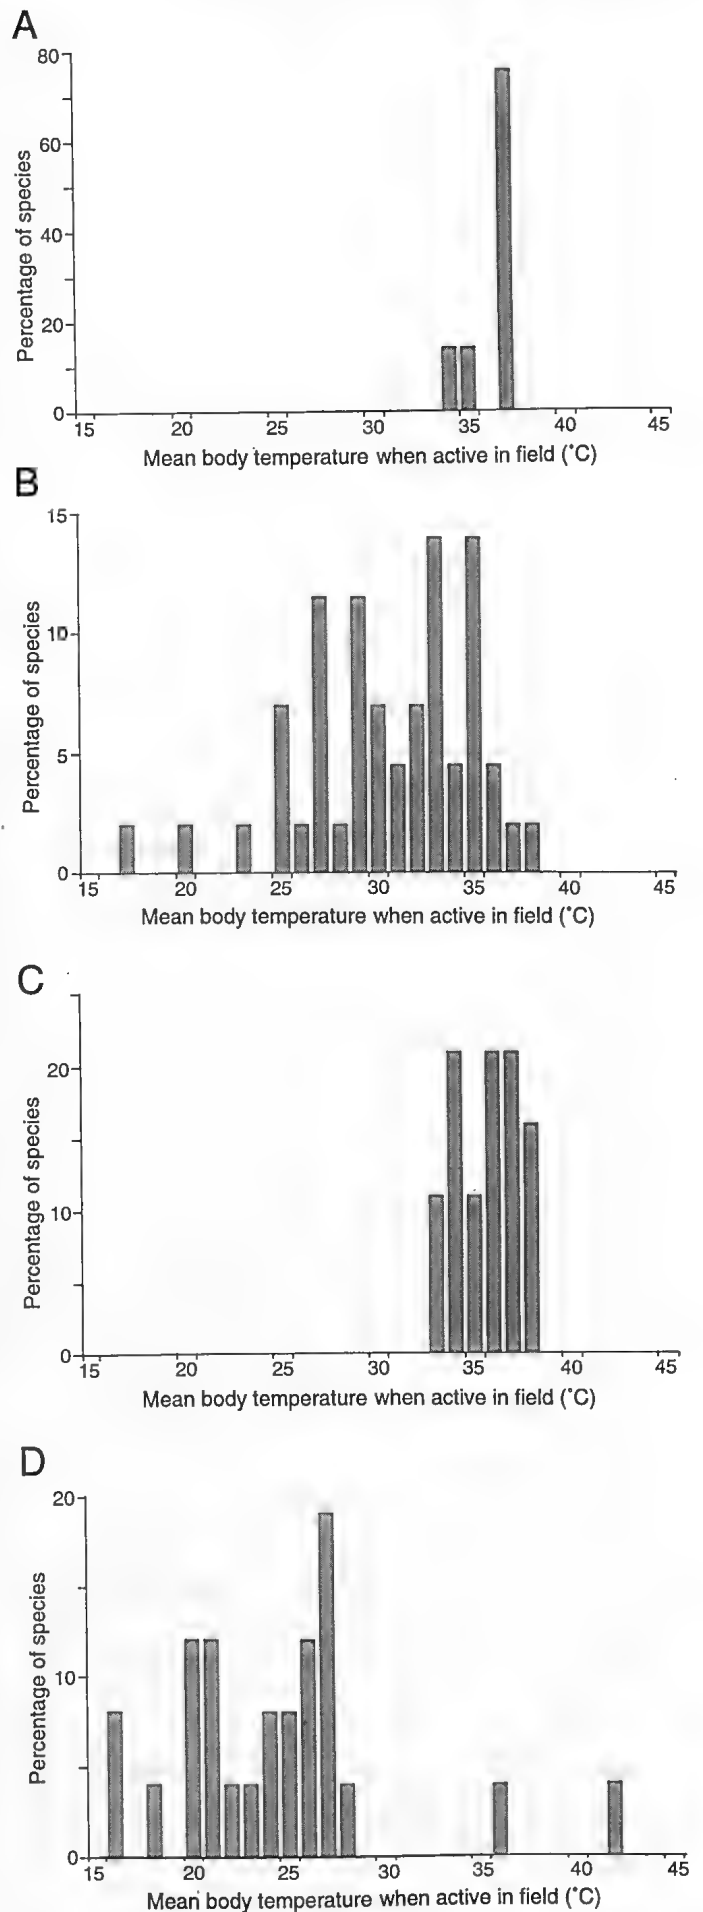 A
80
60
40
20
0
Percentage of species
15 20 25 30 35 40 45
Mean body temperature when active in field (°C)
B
15
10
5
0
Percentage of species
15 20 25 30 35 40 45
Mean body temperature when active in field (°C)
C
20
10
0
Percentage of species
15 20 25 30 35 40 45
Mean body temperature when active in field (°C)
D
20
10
0
Percentage of species
15 20 25 30 35 40 45
Mean body temperature when active in field (°C)